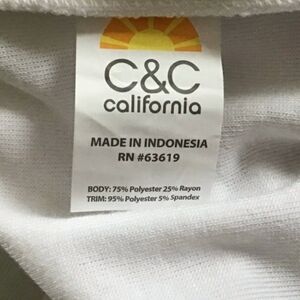 C&C
california
MADE IN INDONESIA
RN #63619
BODY: 75% Polyester 25% Rayon
TRIM: 95% Polyester 5% Spandex